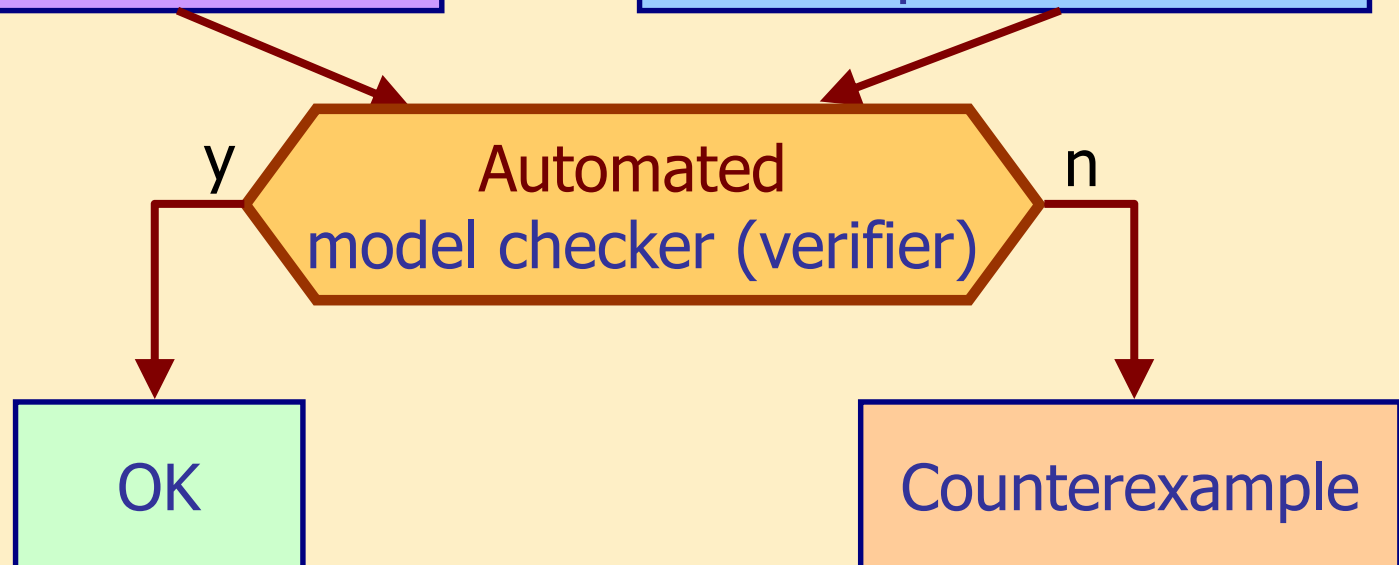 y
n
Automated
model checker (verifier)
OK
Counterexample